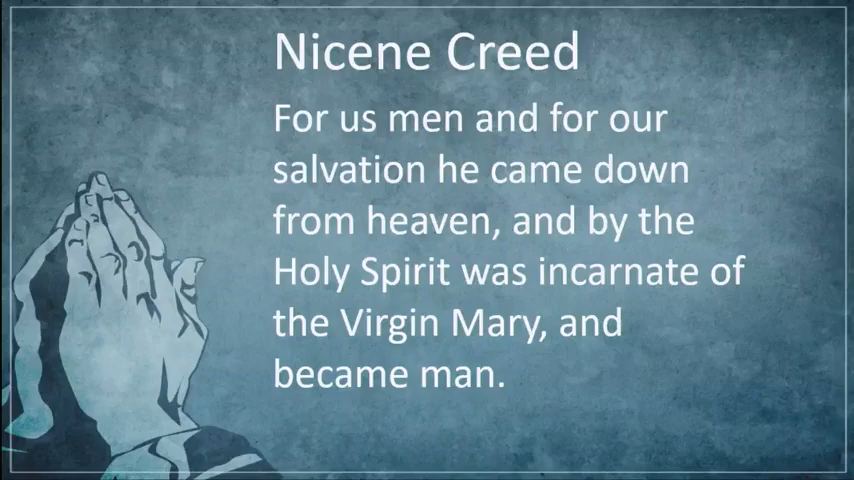 Nicene Creed
For us men and for our
salvation he came down
from heaven, and by the
Holy Spirit was incarnate of
the Virgin Mary, and
became man.